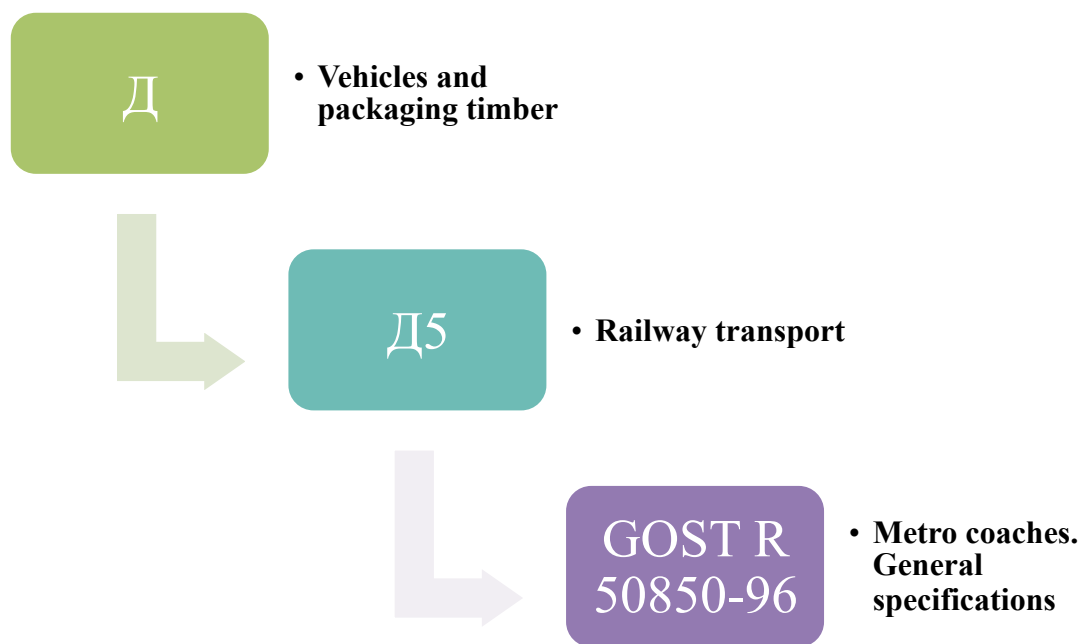 Д
• Vehicles and
packaging timber
Д5
• Railway transport
GOST R
50850-96
• Metro coaches.
General
specifications